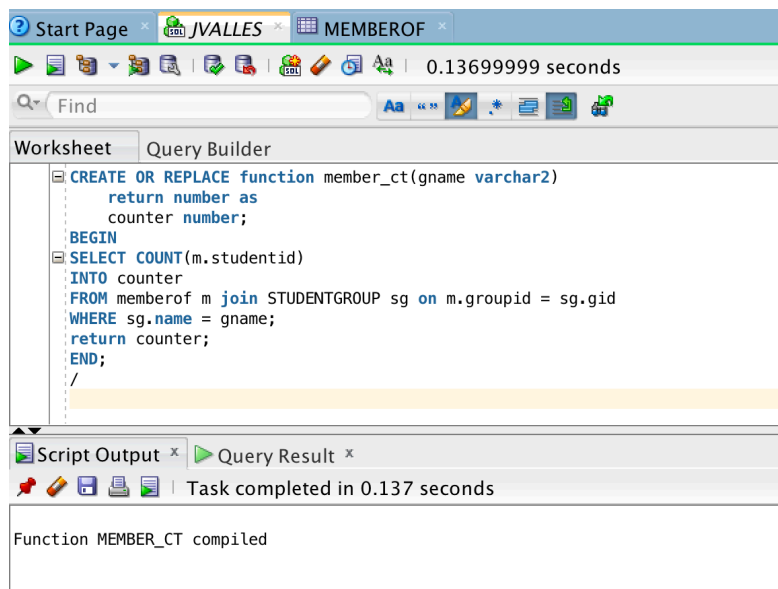 Start Page
JVALLES
MEMBEROF
0.13699999 seconds
Find
Aa
“ ”
.*
Worksheet
Query Builder
CREATE OR REPLACE function member_ct(gname varchar2)
return number as
counter number;
BEGIN
SELECT COUNT(m.studentid)
INTO counter
FROM memberof m join STUDENTGROUP sg on m.groupid = sg.gid
WHERE sg.name = gname;
return counter;
END;
/
Script Output x
Query Result x
Task completed in 0.137 seconds
Function MEMBER_CT compiled